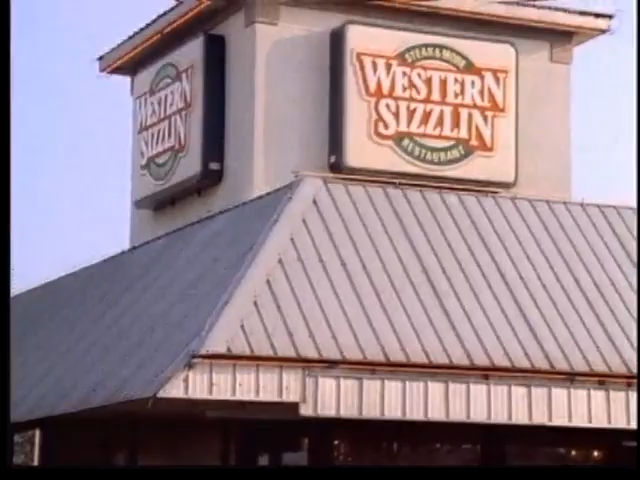 WESTERN
SIZZLIN
STEAK & MORE
WESTERN
SIZZLIN
RESTAURANT